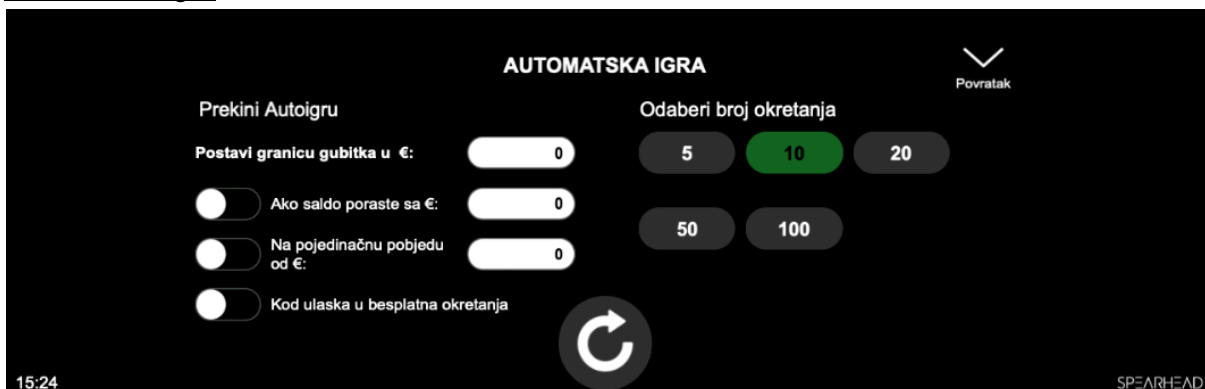 AUTOMATSKA IGRA
Povratak
Prekini Autoigru
Postavi granicu gubitka u €:
0
Ako saldo poraste sa €:
0
Na pojedinačnu pobjedu
od €:
0
Kod ulaska u besplatna okretanja
Odaberi broj okretanja
5
10
20
50
100
15:24
SPEARHEAD